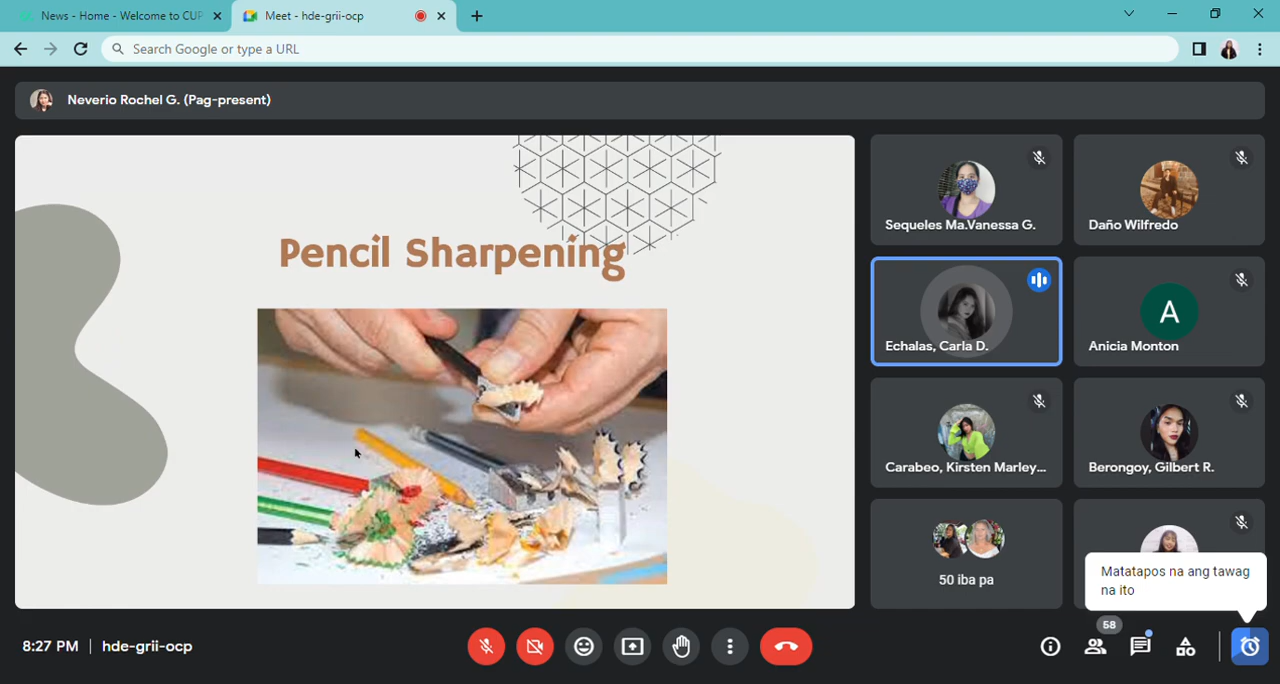 News - Home - Welcome to CUP
Meet - hde-grii-ocp
Search Google or type a URL
Neverio Rochel G. (Pag-present)
Pencil Sharpening
Sequeles Ma.Vanessa G.
Daño Wilfredo
Echalas, Carla D.
A
Anicia Monton
Carabeo, Kirsten Marley...
Berongoy, Gilbert R.
50 iba pa
Matatapos na ang tawag
na ito
8:27 PM | hde-grii-ocp
58